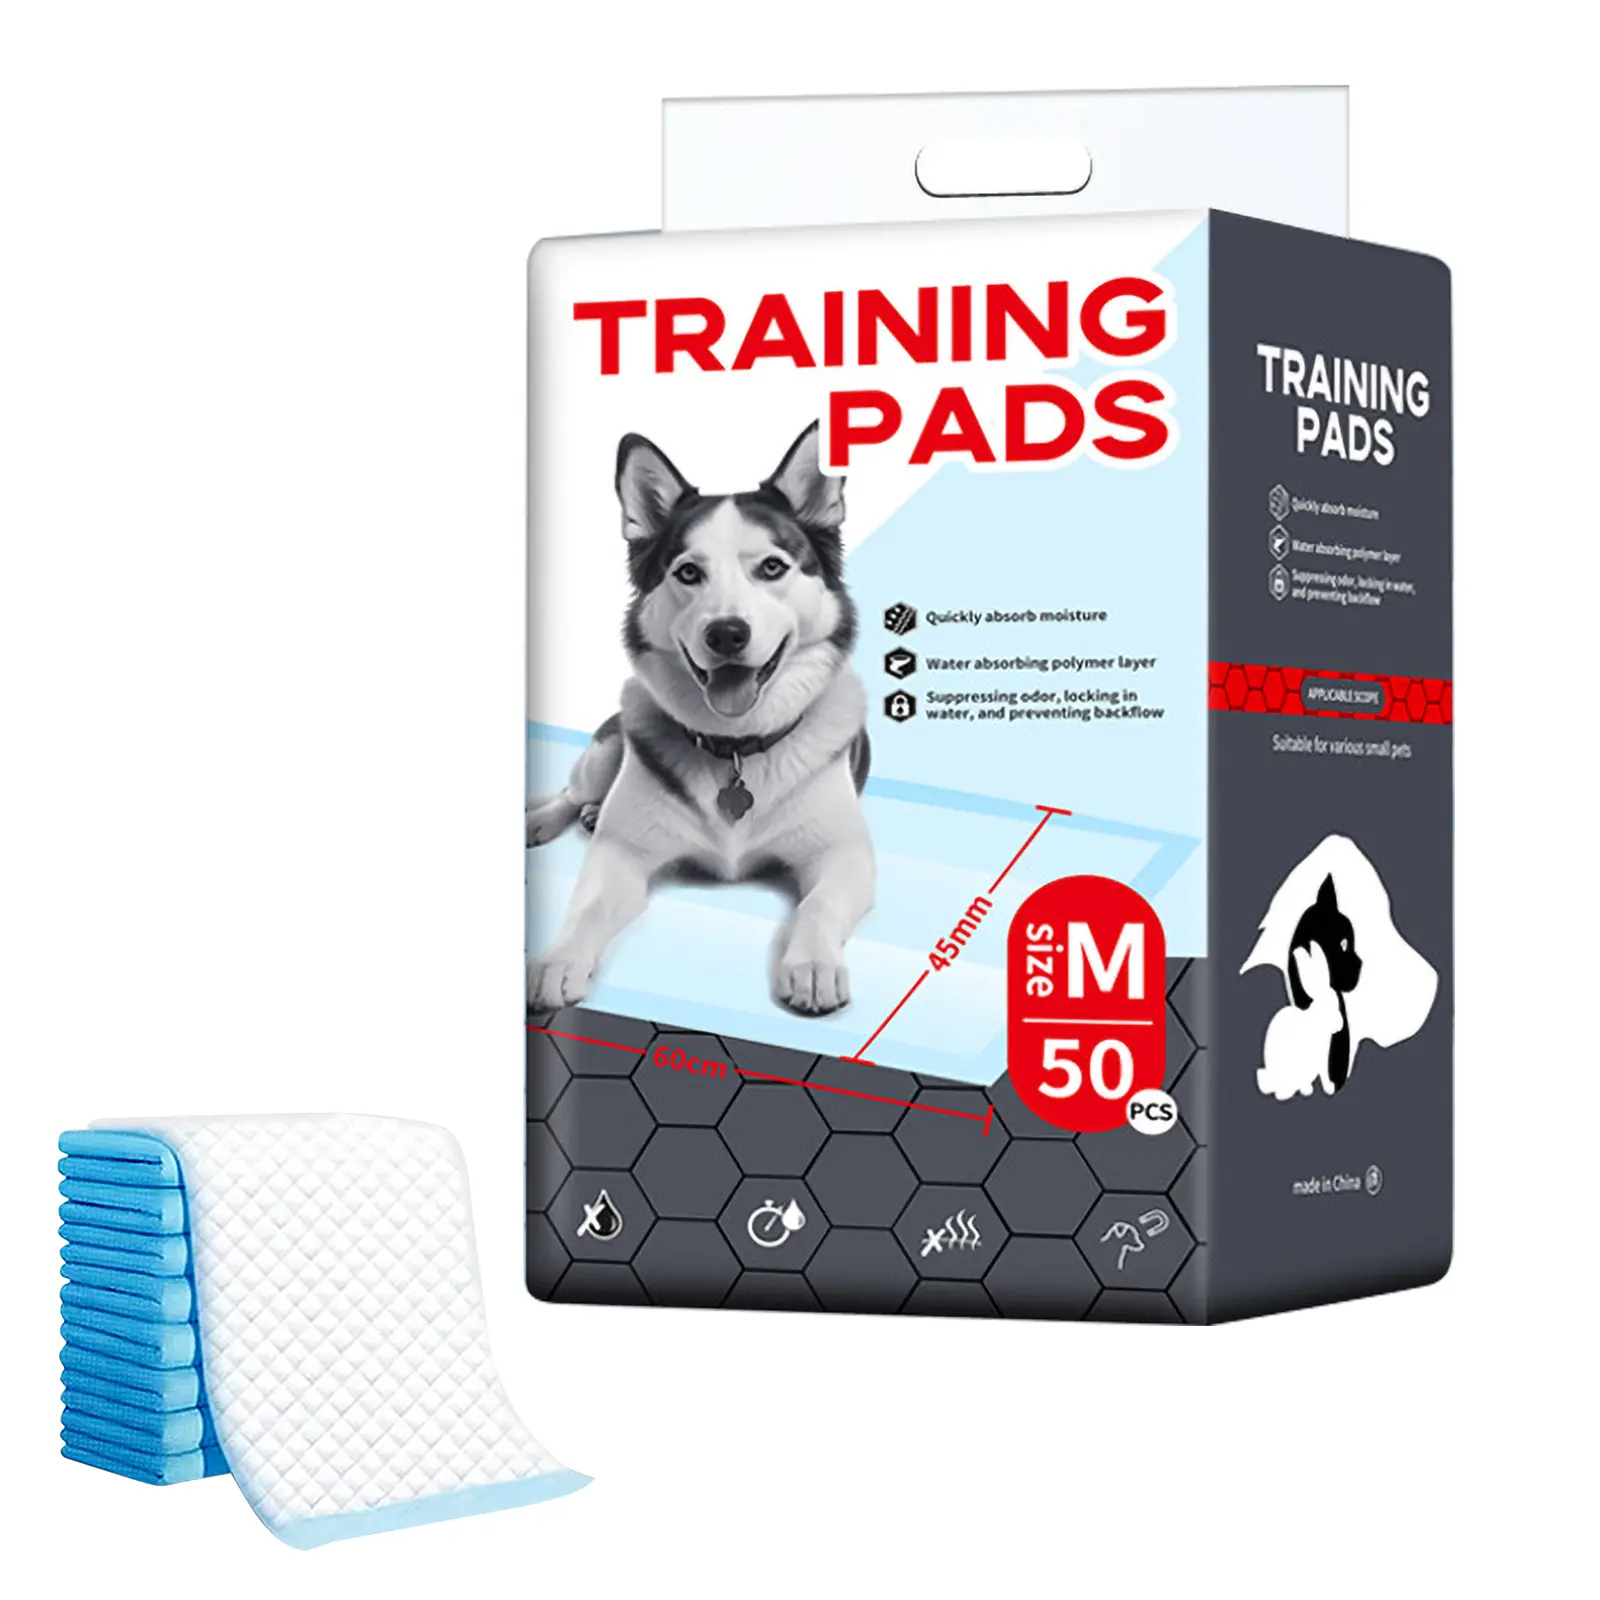 TRAINING
PADS
Quickly absorb moisture
Water absorbing polymer layer
Suppressing odor, locking in
water, and preventing backflow
45mm
60cm
size
M
50
PCS
TRAINING
PADS
Quickly absorb moisture
Water absorbing polymer layer
Suppressing odor, locking in water,
and preventing backflow
APPLICABLE SCOPE
Suitable for various small pets
made in China